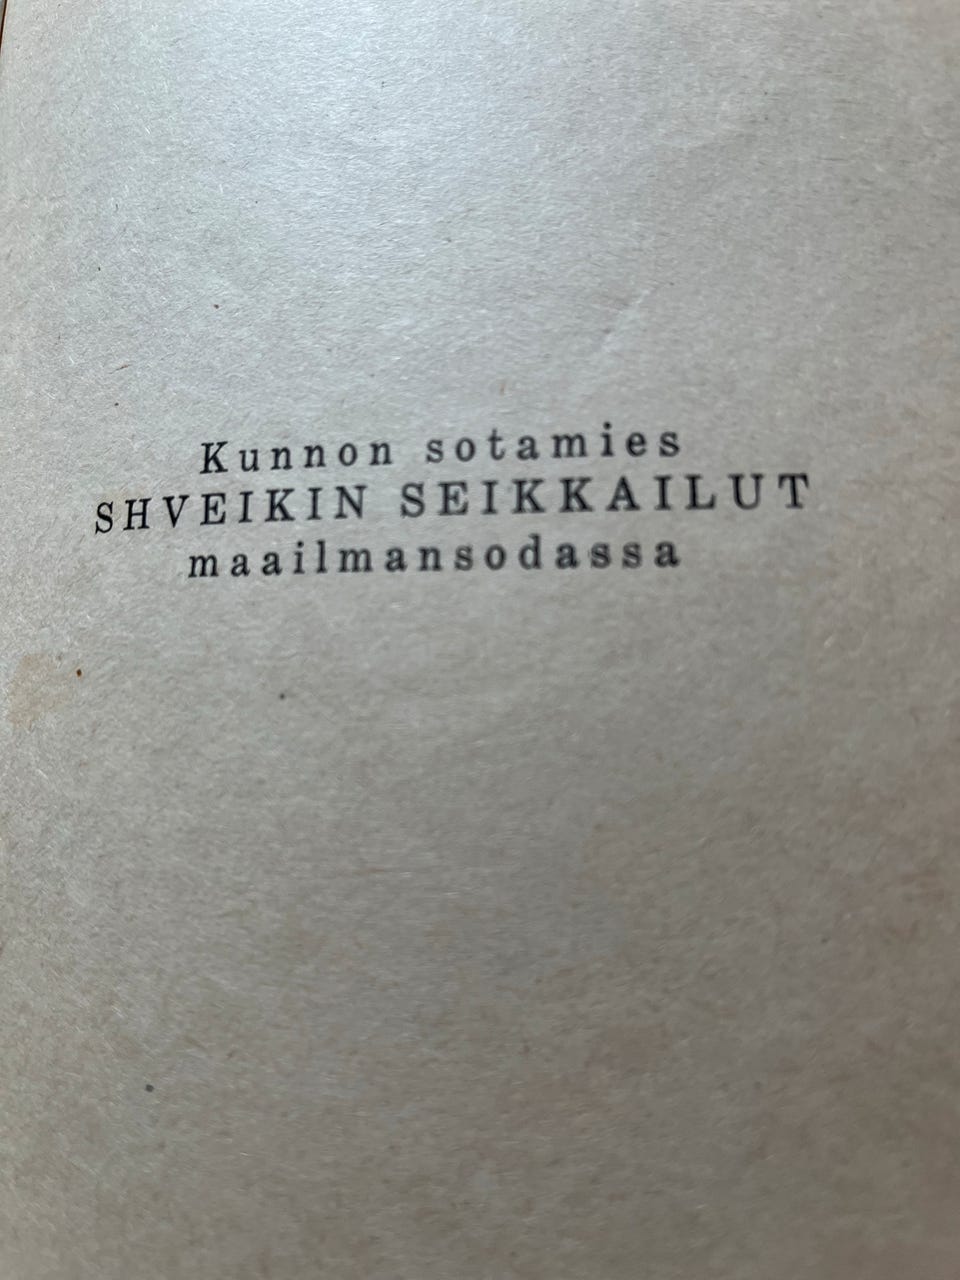 Kunnon sotamies
SHVEIKIN SEIKKAILUT
maailmansodassa